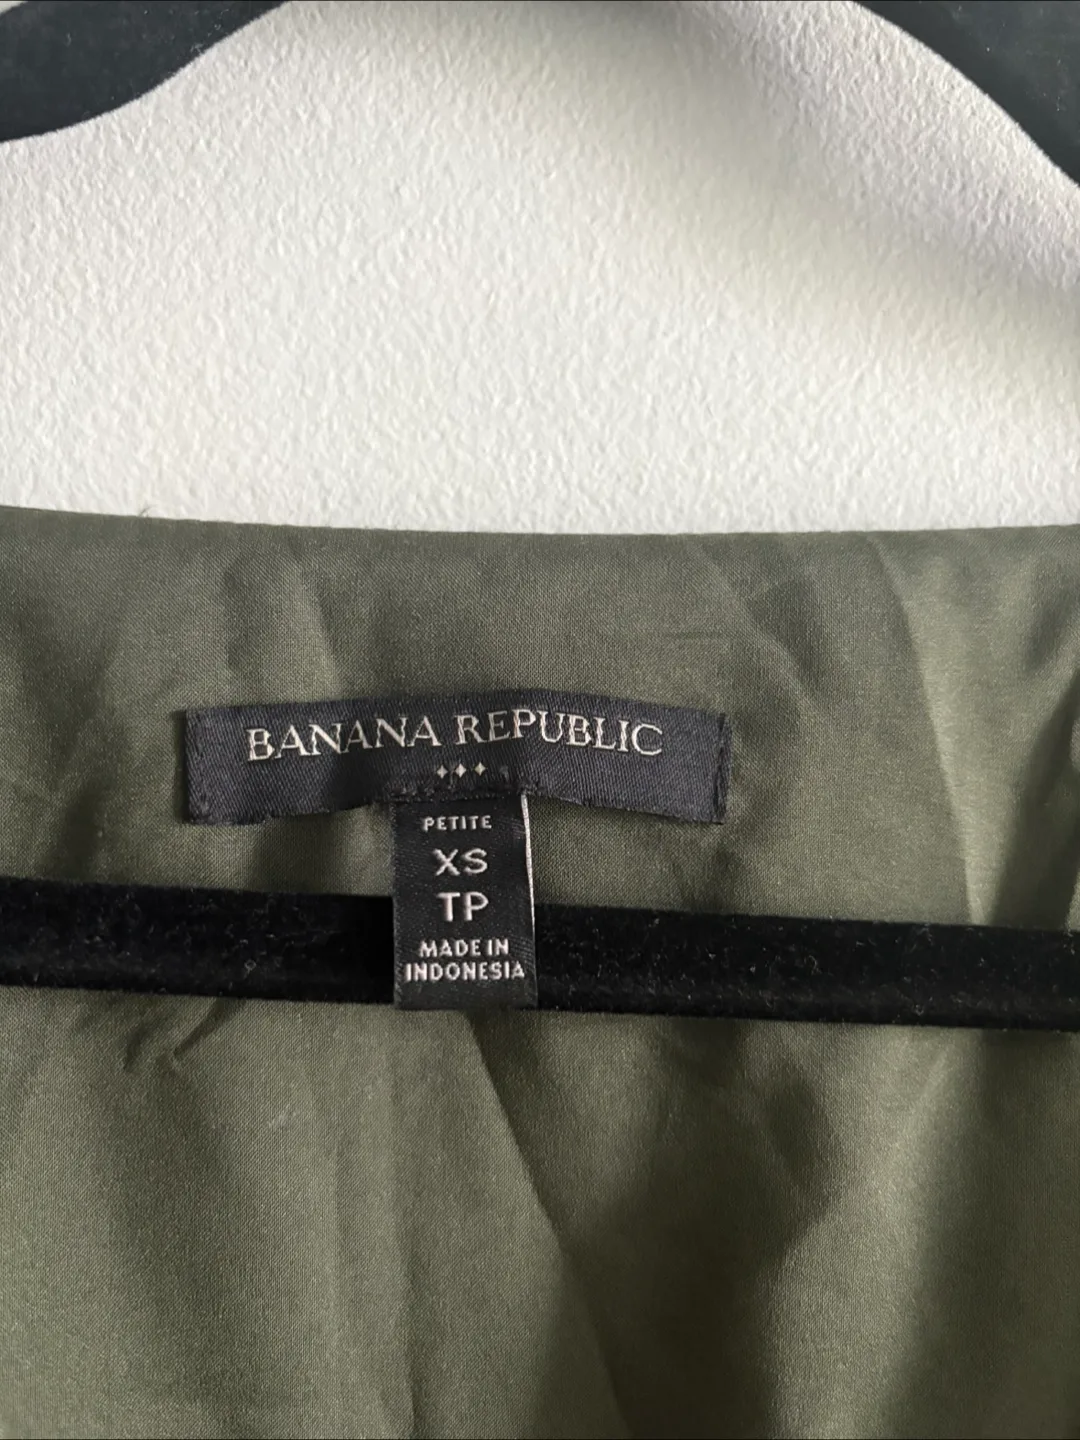 BANANA REPUBLIC
PETITE
XS
TP
MADE IN
INDONESIA